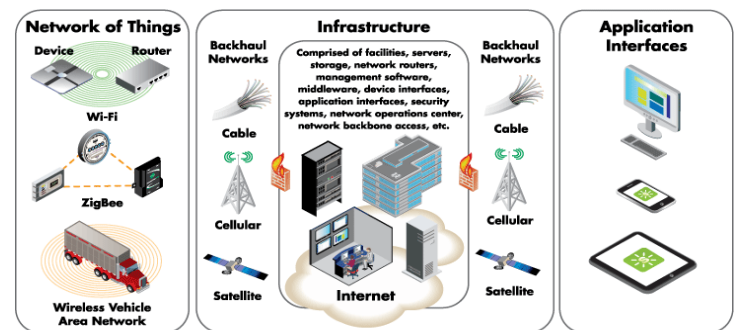 Network of Things
Device
Router
Wi-Fi
ZigBee
Wireless Vehicle
Area Network
Infrastructure
Backhaul
Networks
Cable
Cellular
Satellite
Comprised of facilities, servers,
storage, network routers,
management software,
middleware, device interfaces,
application interfaces, security
systems, network operations center,
network backbone access, etc.
Internet
Backhaul
Networks
Cable
Cellular
Satellite
Application
Interfaces